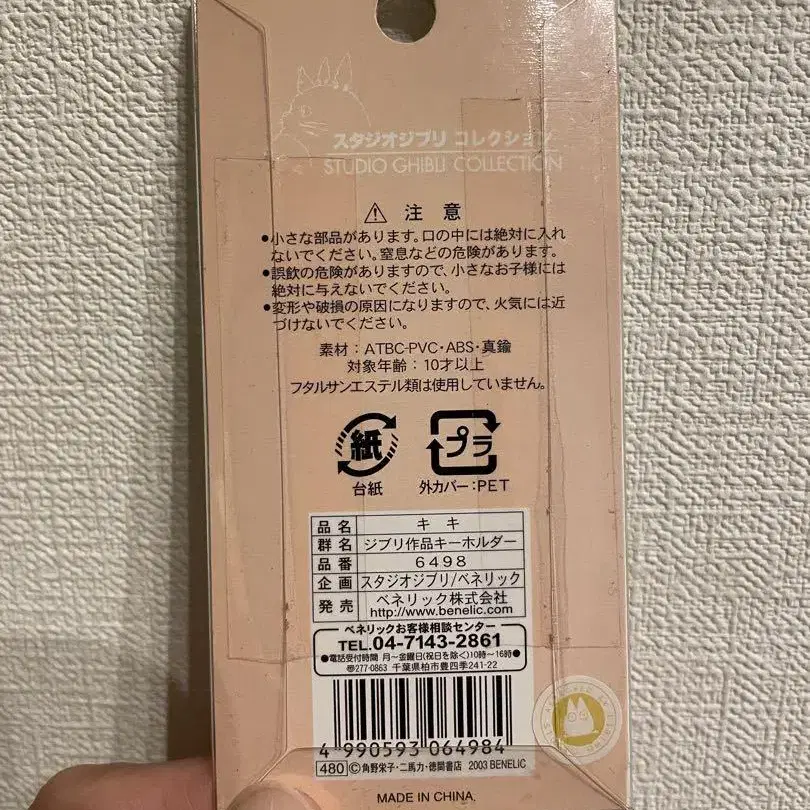 スタジオジブリ コレクション
STUDIO GHIBLI COLLECTION
注 意
●小さな部品があります。口の中には絶対に入れ
ないでください。窒息などの危険があります。
●誤飲の危険がありますので、小さなお子様には
絶対に与えないでください。
●変形や破損の原因になりますので、火気には近
づけないでください。
素材：ATBC-PVC・ABS・真鍮
対象年齢：10才以上
フタルサンエステル類は使用していません。
紙 プラ
台紙 外カバー：PET
品 名 キ キ
群 名 ジブリ作品キーホルダー
品 番 6498
企 画 スタジオジブリ/ベネリック
発 売 ベネリック株式会社
http://www.benelic.com
ベネリックお客様相談センター
TEL.04-7143-2861
●電話受付時間 月～金曜日(祝日を除く)10時～16時●
〠277-0863 千葉県柏市豊四季241-22
4 990593 064984
480 ©角野栄子・二馬力・徳間書店 2003 BENELIC
MADE IN CHINA.